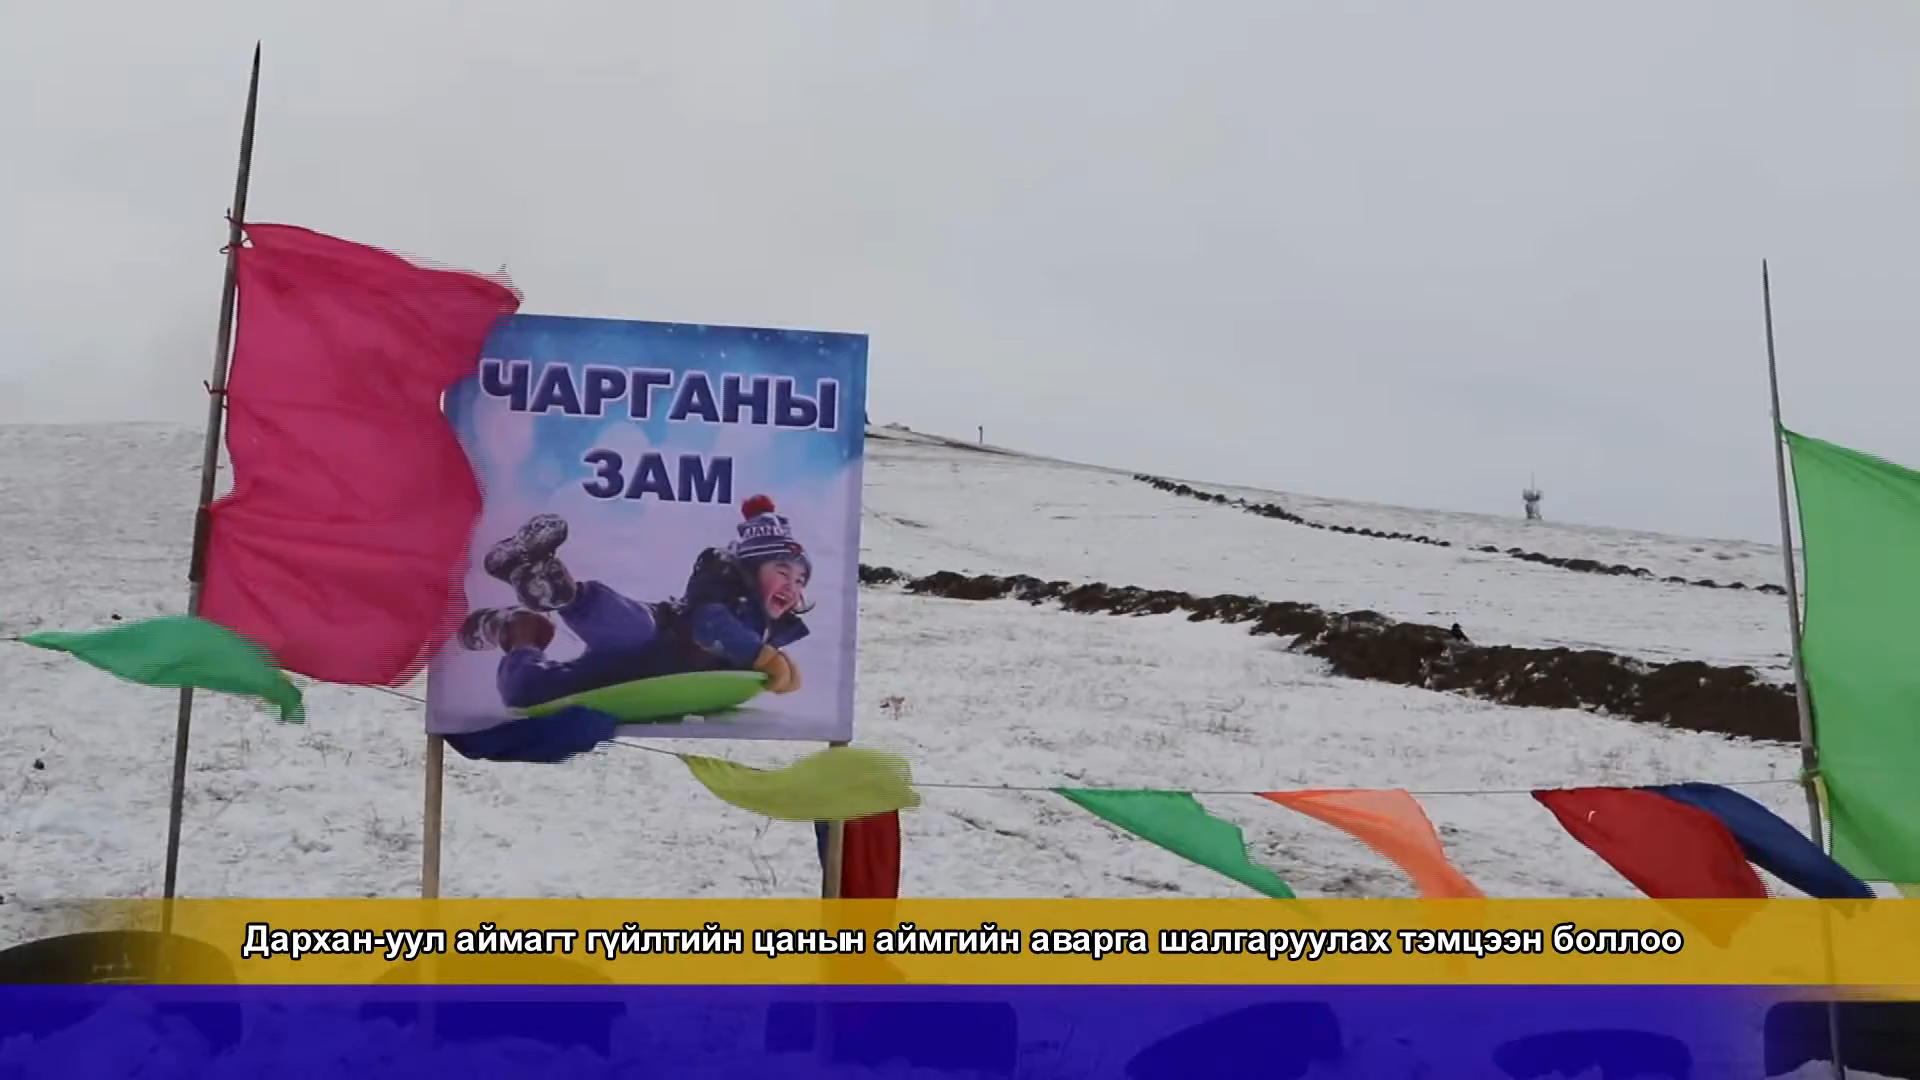 ЧАРГАНЫ
ЗАМ
Дархан-уул аймагт гүйлтийн цанын аймгийн аварга шалгаруулах тэмцээн боллоо